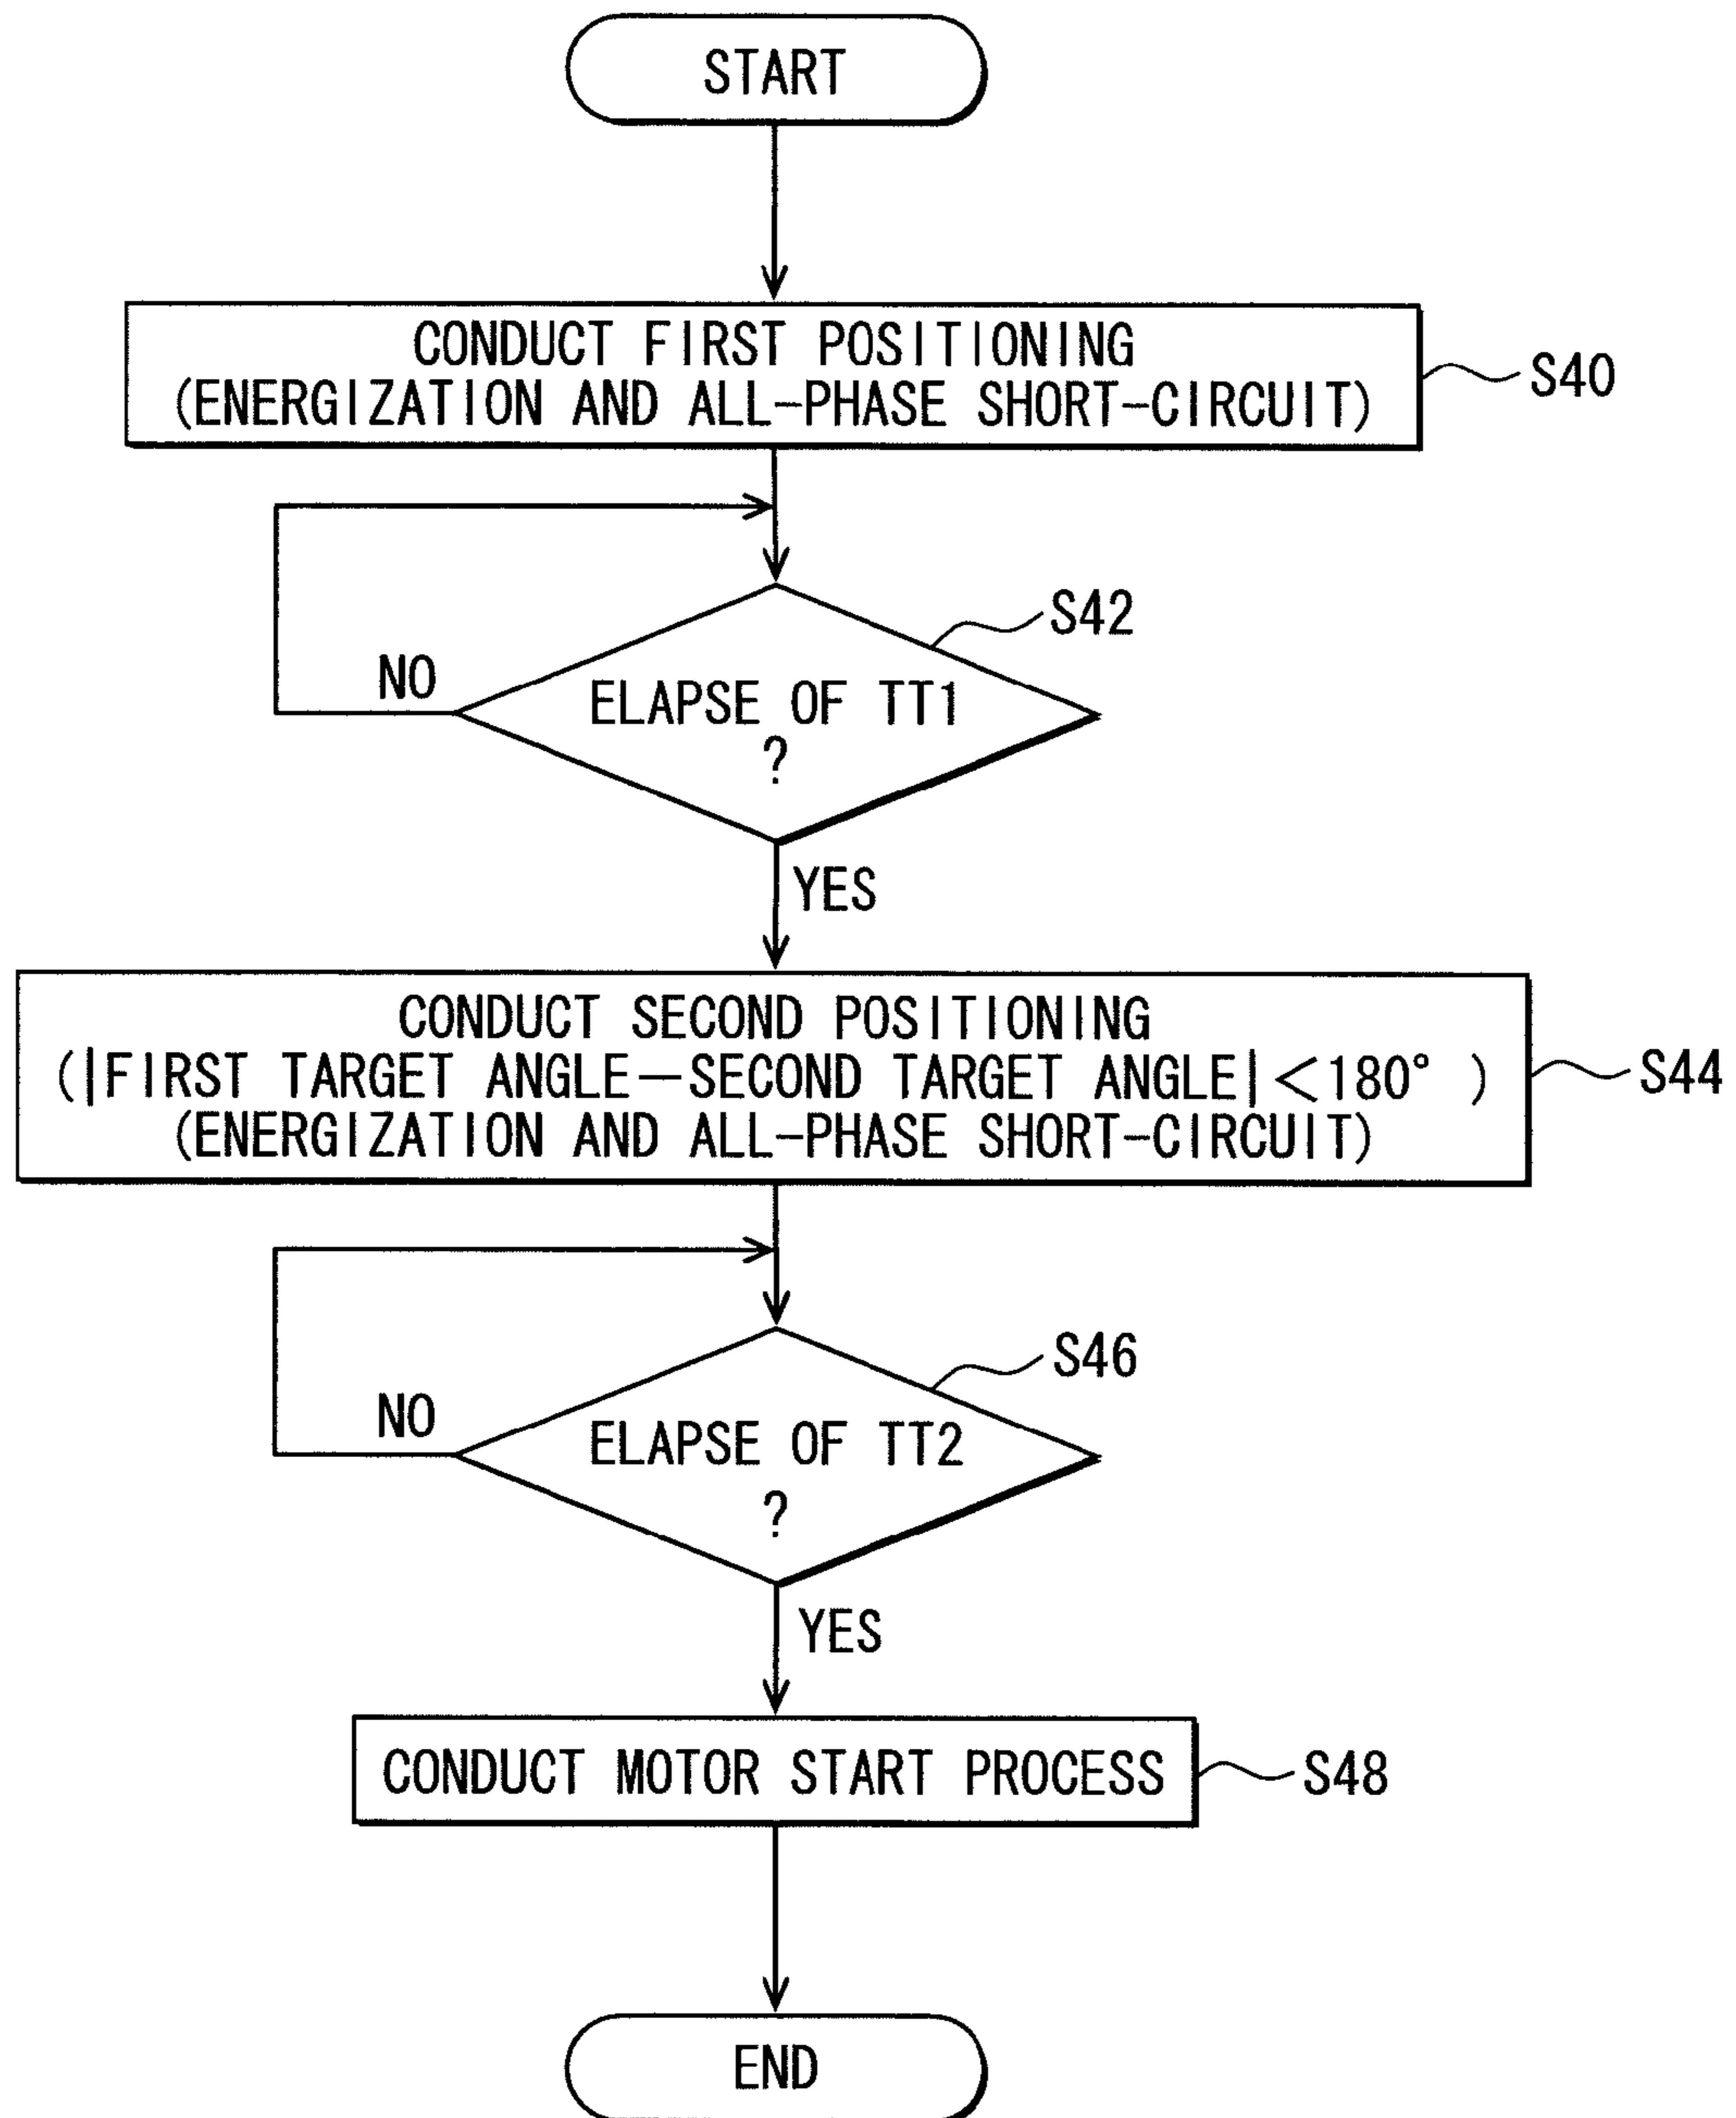 START
CONDUCT FIRST POSITIONING
(ENERGIZATION AND ALL-PHASE SHORT-CIRCUIT)
S40
S42
NO
ELAPSE OF TT1
?
YES
CONDUCT SECOND POSITIONING
(|FIRST TARGET ANGLE—SECOND TARGET ANGLE|<180° )
(ENERGIZATION AND ALL-PHASE SHORT-CIRCUIT)
S44
S46
NO
ELAPSE OF TT2
?
YES
CONDUCT MOTOR START PROCESS
S48
END